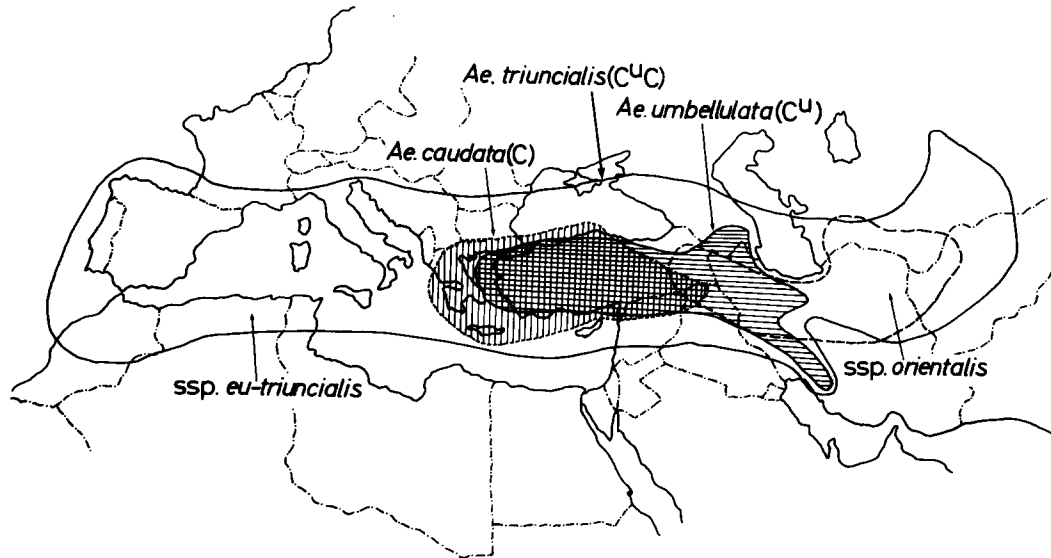 Ae. triuncialis(CᵘC)
Ae. umbellulata(Cᵘ)
Ae. caudata(C)
ssp. eu-triuncialis
ssp. orientalis